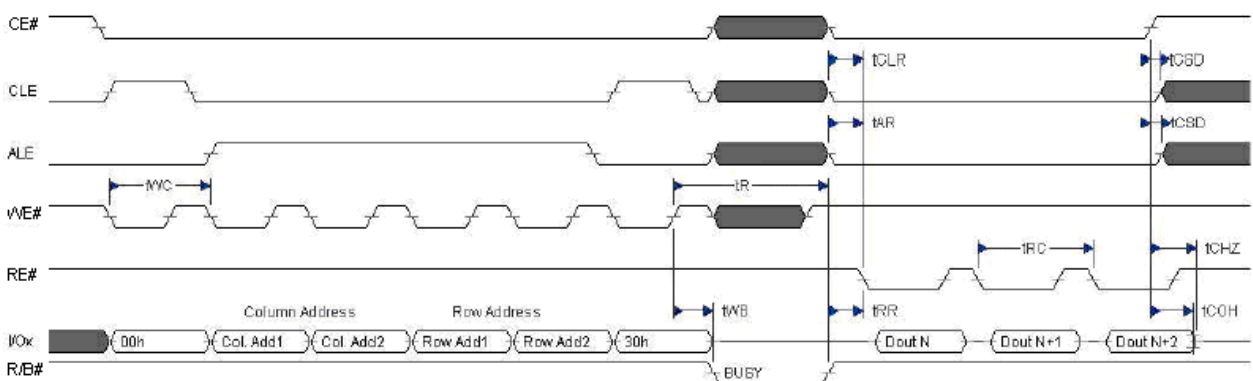 CE#
tCLR
tCSD
CLE
tAR
tCSD
ALE
tWC
tR
WE#
tRC
tCHZ
RE#
Column Address
Row Address
tWB
tRR
tCOH
I/Ox
00h
Col. Add1
Col. Add2
Row Add1
Row Add2
30h
Dout N
Dout N+1
Dout N+2
R/B#
BUSY